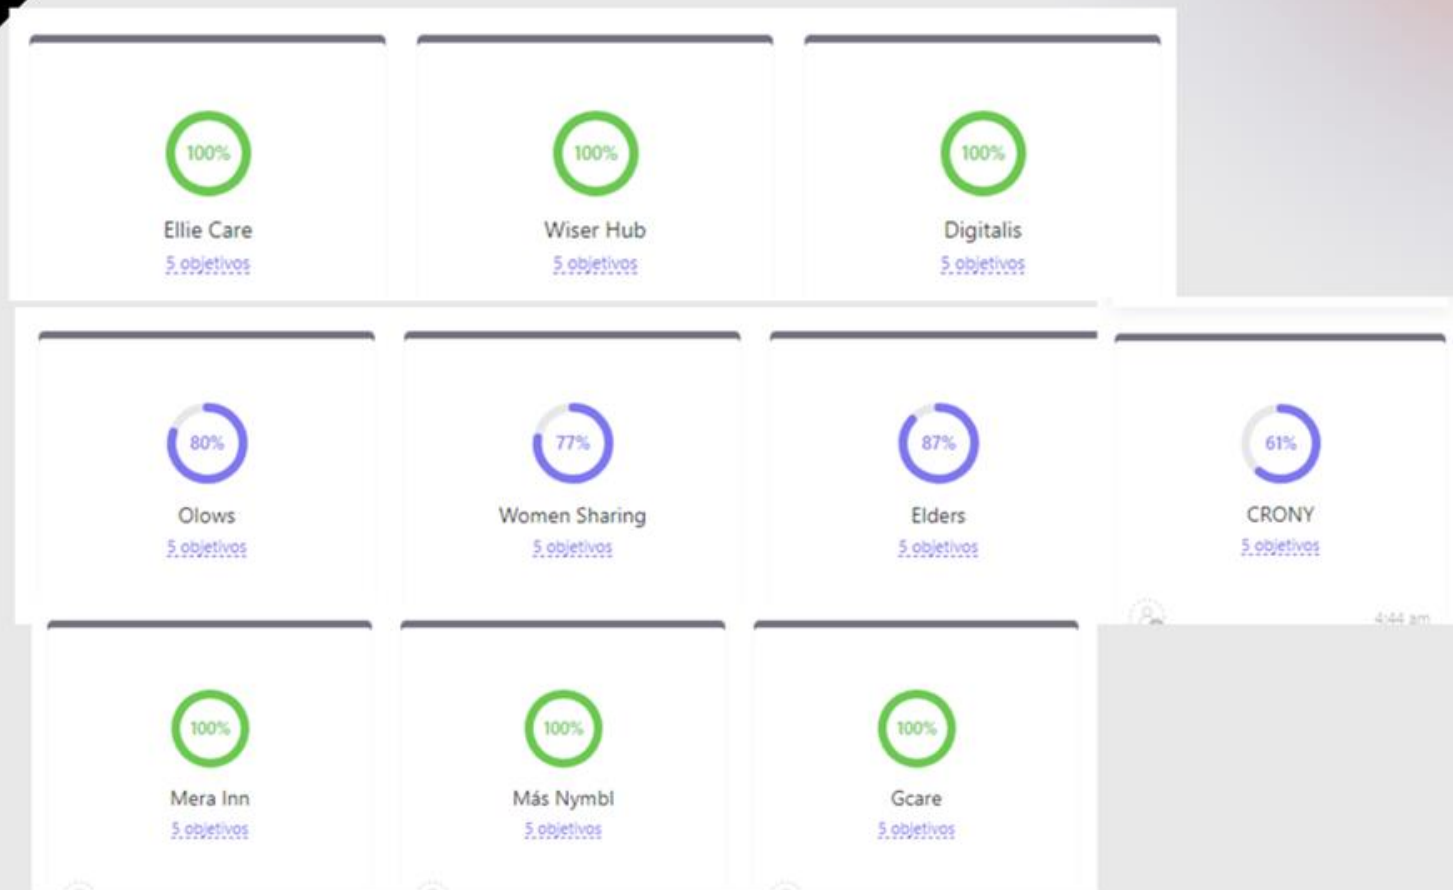 100%
100%
100%
Ellie Care
Wiser Hub
Digitalis
5 objetivos
5 objetivos
5 objetivos
80%
77%
87%
61%
Olows
Women Sharing
Elders
CRONY
5 objetivos
5 objetivos
5 objetivos
5 objetivos
4:44 am
100%
100%
100%
Mera Inn
Más Nymbl
Gcare
5 objetivos
5 objetivos
5 objetivos